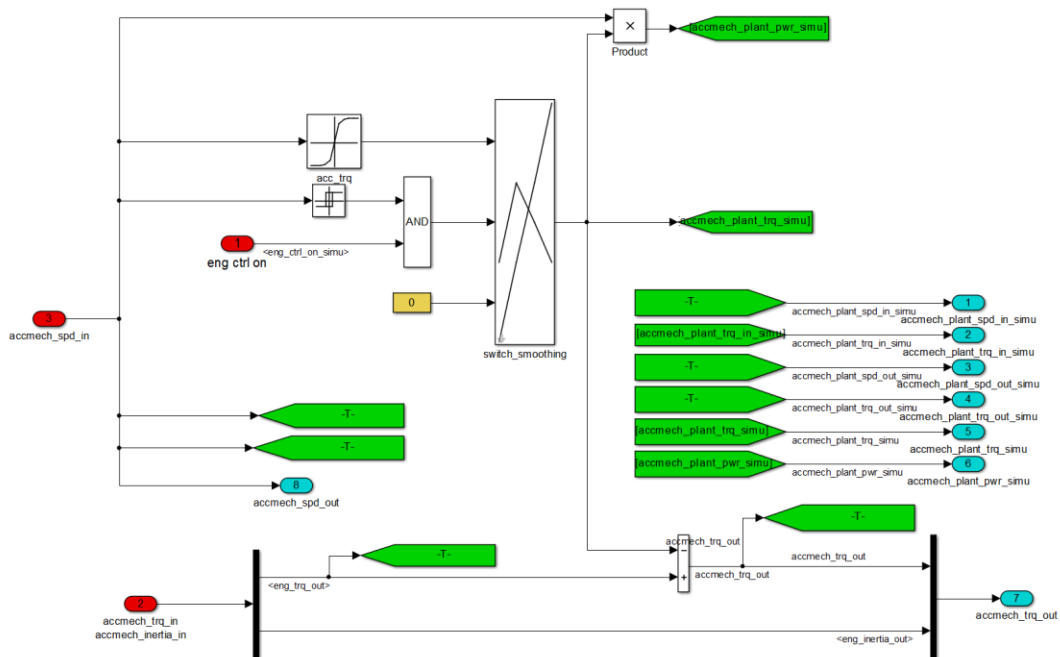 ×
[accmech_plant_pwr_simu]
Product
acc_trq
AND
[accmech_plant_trq_simu]
1
<eng_ctrl_on_simu>
eng ctrl on
0
switch_smoothing
3
accmech_spd_in
-T-
accmech_plant_spd_in_simu
1
accmech_plant_spd_in_simu
[accmech_plant_trq_in_simu]
accmech_plant_trq_in_simu
2
accmech_plant_trq_in_simu
-T-
accmech_plant_spd_out_simu
3
accmech_plant_spd_out_simu
-T-
accmech_plant_trq_out_simu
4
accmech_plant_trq_out_simu
[accmech_plant_trq_simu]
accmech_plant_trq_simu
5
accmech_plant_trq_simu
[accmech_plant_pwr_simu]
accmech_plant_pwr_simu
6
accmech_plant_pwr_simu
-T-
-T-
8
accmech_spd_out
-T-
-T-
accmech_trq_out
−
+
accmech_trq_out
accmech_trq_out
<eng_trq_out>
2
accmech_trq_in
accmech_inertia_in
<eng_inertia_out>
7
accmech_trq_out